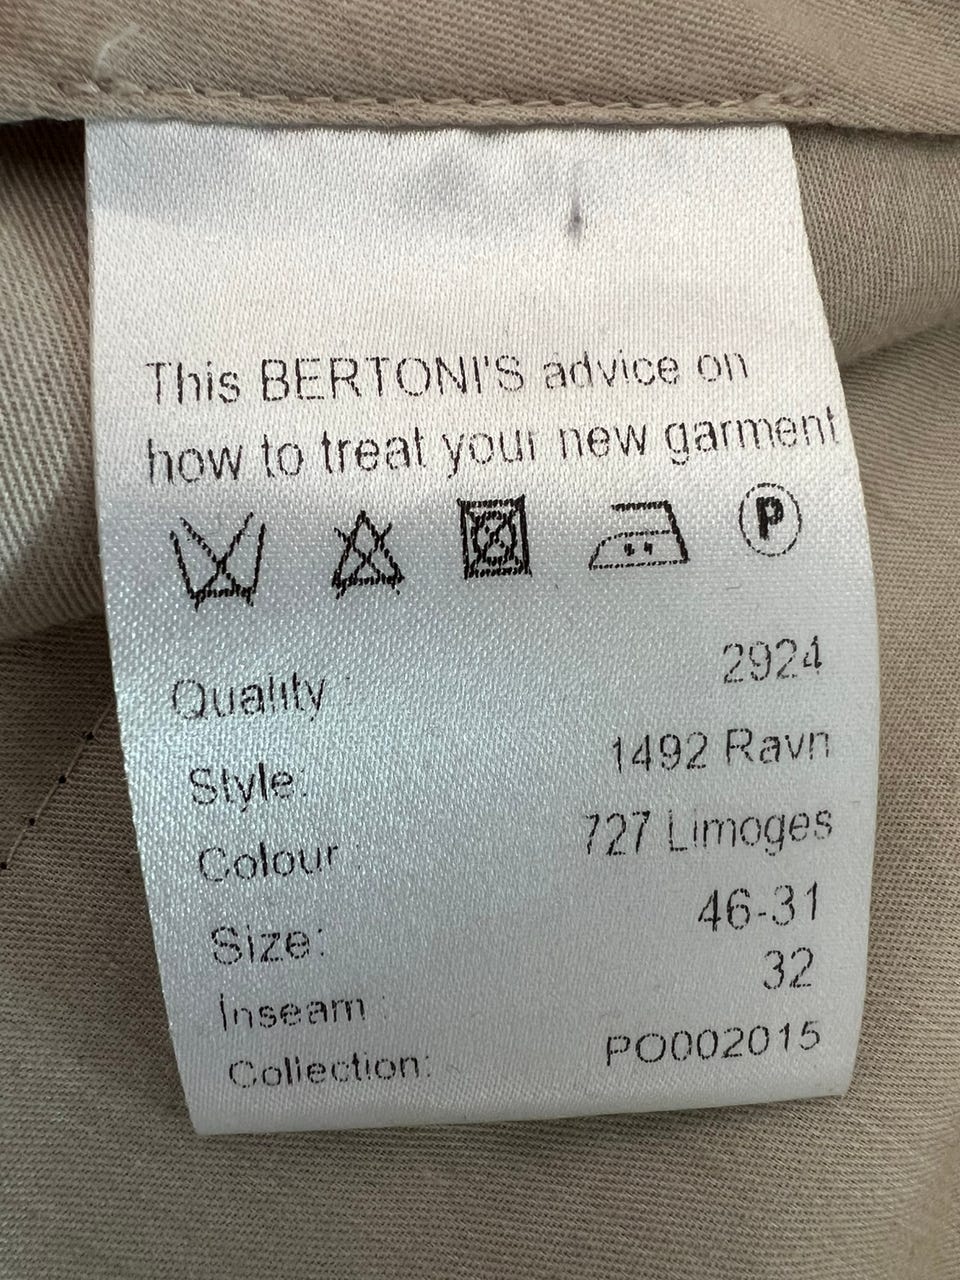 This BERTONI'S advice on
how to treat your new garment
P
Quality : 2924
Style: 1492 Ravn
Colour : 727 Limoges
Size: 46-31
Inseam : 32
Collection: PO002015